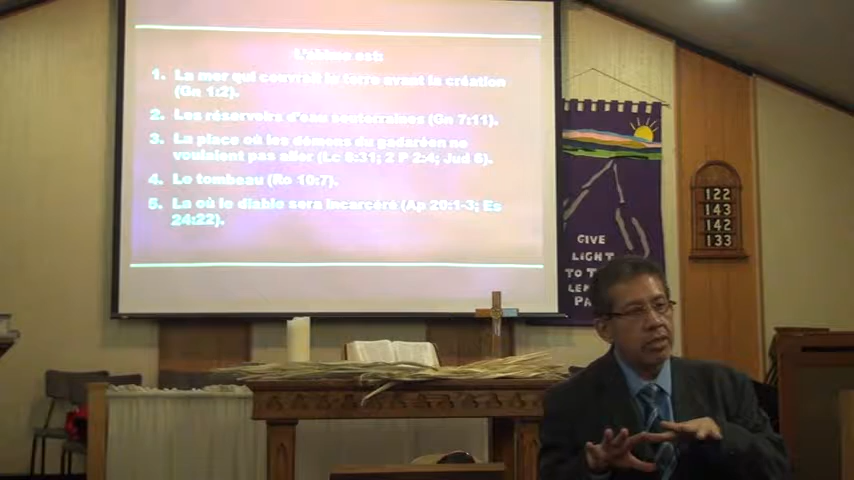 L'abîme est:
1. La mer qui couvrait la terre avant la création
(Gn 1:2).
2. Les réservoirs d'eau souterraines (Gn 7:11).
3. La place où les démons du gadaréen ne
voulaient pas aller (Lc 8:31; 2 P 2:4; Jud 6).
4. Le tombeau (Ro 10:7).
5. La où le diable sera incarcéré (Ap 20:1-3; Es
24:22).
GIVE
LIGHT
TO T
PA
122
143
142
133